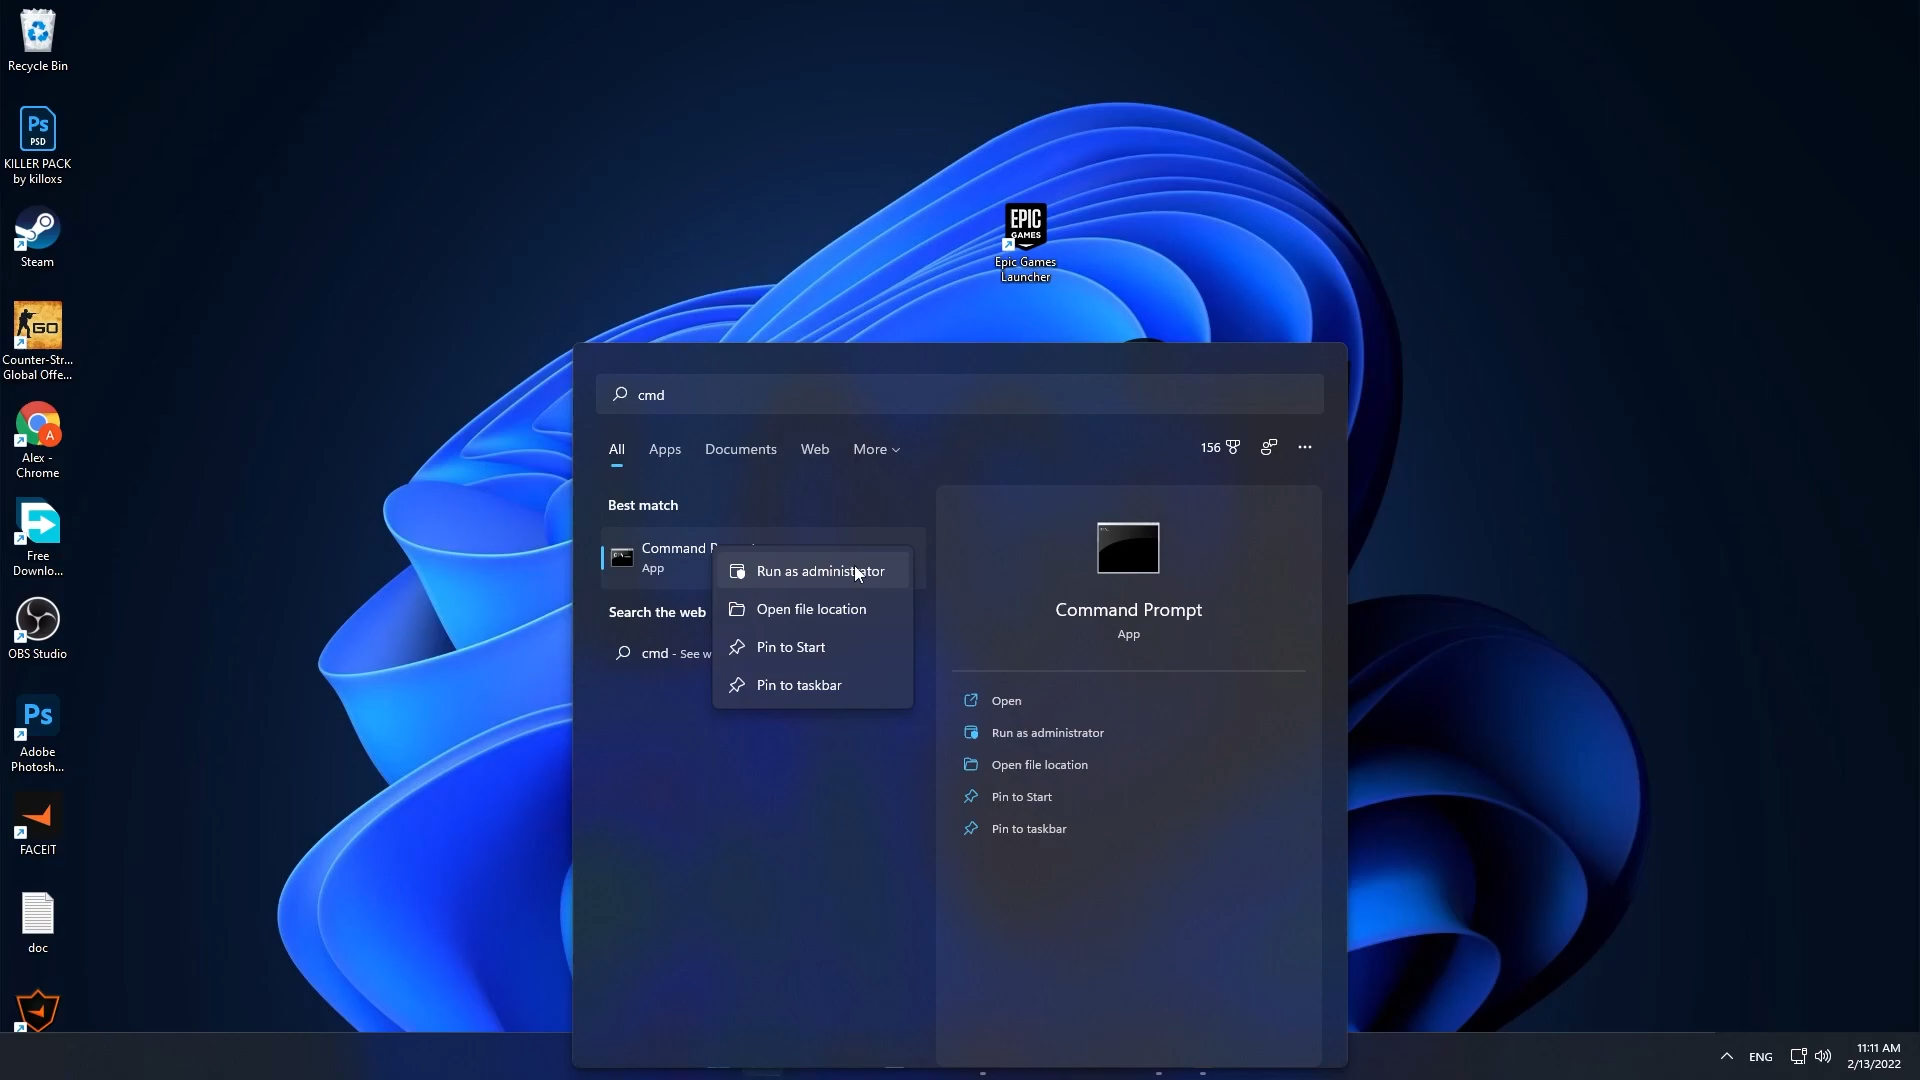 Recycle Bin
Ps
PSD
KILLER PACK
by killoxs
Steam
GO
Counter-Str...
Global Offe...
A
Alex -
Chrome
Free
Downlo...
OBS Studio
Ps
Adobe
Photosh...
FACEIT
doc
EPIC
GAMES
Epic Games
Launcher
cmd
All
Apps
Documents
Web
More
156
Best match
Command
App
Search the web
cmd - See w
Run as administrator
Open file location
Pin to Start
Pin to taskbar
Command Prompt
App
Open
Run as administrator
Open file location
Pin to Start
Pin to taskbar
ENG
11:11 AM
2/13/2022